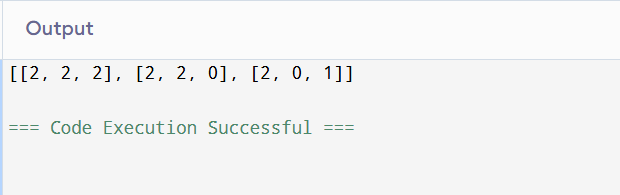 Output
[[2, 2, 2], [2, 2, 0], [2, 0, 1]]
=== Code Execution Successful ===